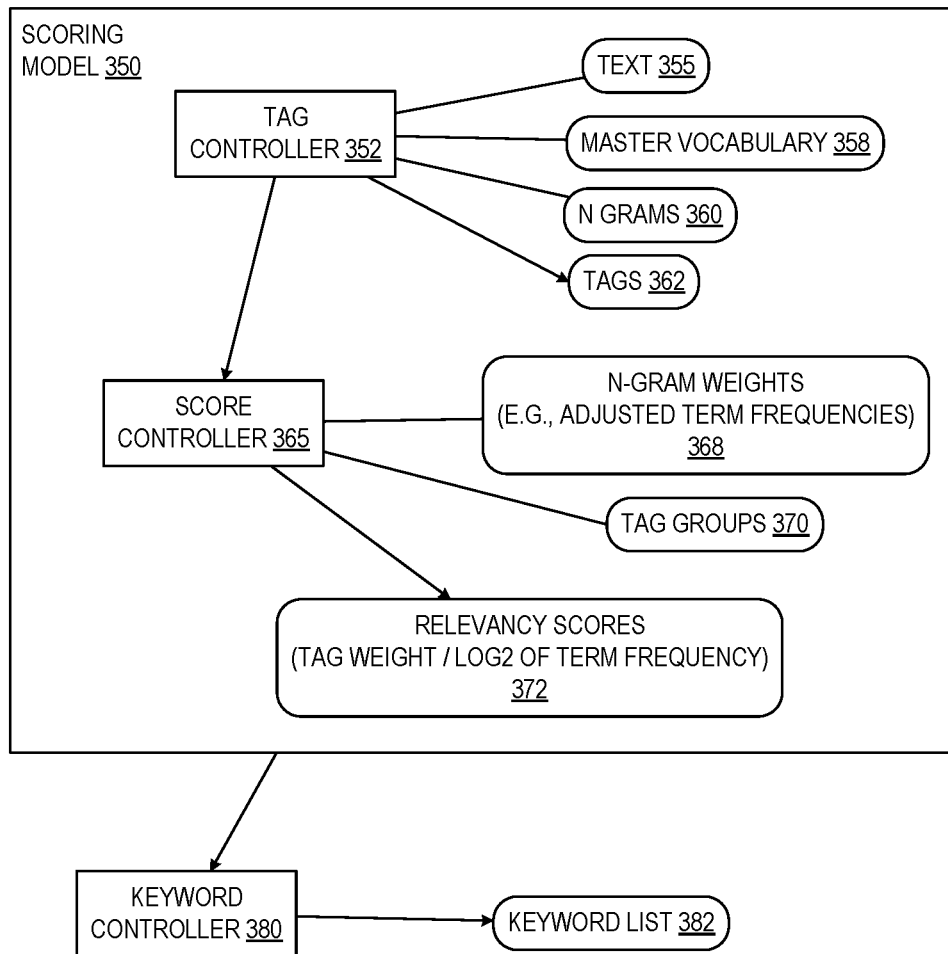 SCORING
MODEL 350
TEXT 355
TAG
CONTROLLER 352
MASTER VOCABULARY 358
N GRAMS 360
TAGS 362
SCORE
CONTROLLER 365
N-GRAM WEIGHTS
(E.G., ADJUSTED TERM FREQUENCIES)
368
TAG GROUPS 370
RELEVANCY SCORES
(TAG WEIGHT / LOG2 OF TERM FREQUENCY)
372
KEYWORD
CONTROLLER 380
KEYWORD LIST 382